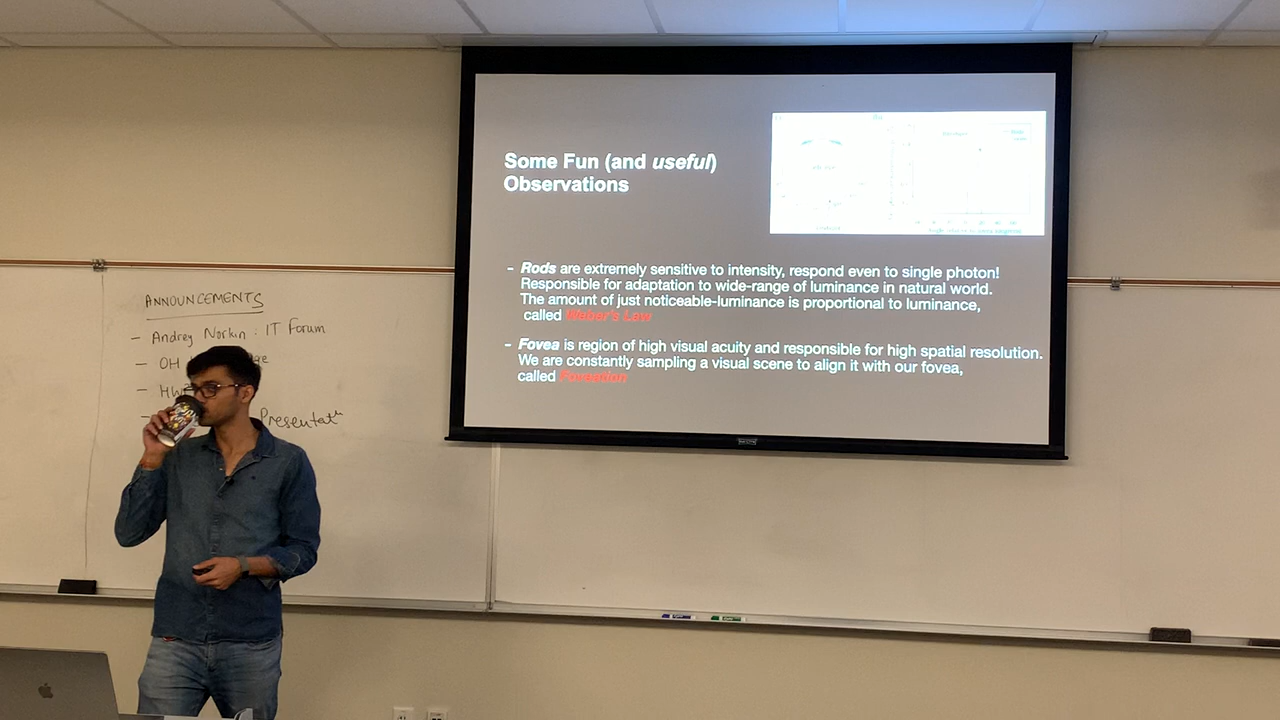 Some Fun (and useful)
Observations
- Rods are extremely sensitive to intensity, respond even to single photon!
Responsible for adaptation to wide-range of luminance in natural world.
The amount of just noticeable-luminance is proportional to luminance,
called Weber's Law
- Fovea is region of high visual acuity and responsible for high spatial resolution.
We are constantly sampling a visual scene to align it with our fovea,
called Foveation
ANNOUNCEMENTS
- Andrey Norkin : IT Forum
- OH
- HW
- Presentatn